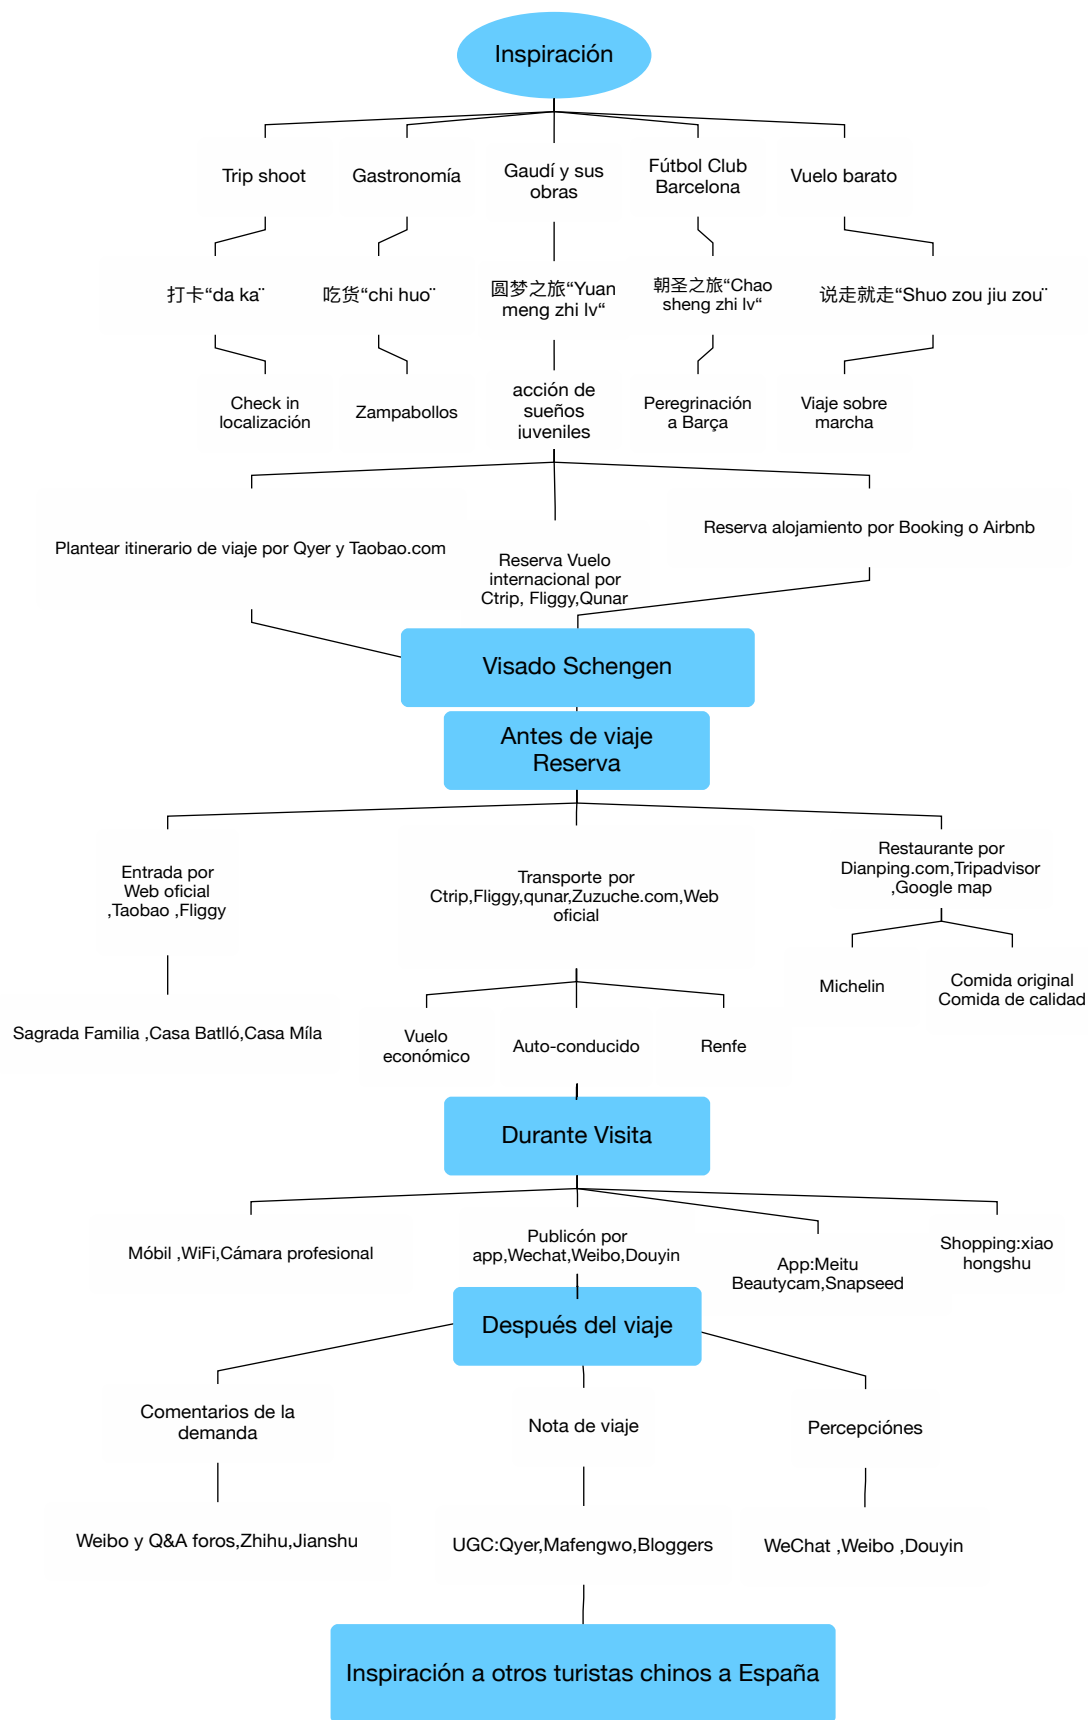 Inspiración
Trip shoot
Gastronomía
Gaudí y sus
obras
Fútbol Club
Barcelona
Vuelo barato
打卡“da ka¨
吃货“chi huo¨
圆梦之旅“Yuan
meng zhi lv“
朝圣之旅“Chao
sheng zhi lv“
说走就走“Shuo zou jiu zou¨
Check in
localización
Zampabollos
acción de
sueños
juveniles
Peregrinación
a Barça
Viaje sobre
marcha
Plantear itinerario de viaje por Qyer y Taobao.com
Reserva Vuelo
internacional por
Ctrip, Fliggy,Qunar
Reserva alojamiento por Booking o Airbnb
Visado Schengen
Antes de viaje
Reserva
Entrada por
Web oficial
,Taobao ,Fliggy
Transporte por
Ctrip,Fliggy,qunar,Zuzuche.com,Web
oficial
Restaurante por
Dianping.com,Tripadvisor
,Google map
Sagrada Familia ,Casa Batlló,Casa Míla
Vuelo
económico
Auto-conducido
Renfe
Michelin
Comida original
Comida de calidad
Durante Visita
Móbil ,WiFi,Cámara profesional
Publicón por
app,Wechat,Weibo,Douyin
App:Meitu
Beautycam,Snapseed
Shopping:xiao
hongshu
Después del viaje
Comentarios de la
demanda
Nota de viaje
Percepciónes
Weibo y Q&A foros,Zhihu,Jianshu
UGC:Qyer,Mafengwo,Bloggers
WeChat ,Weibo ,Douyin
Inspiración a otros turistas chinos a España